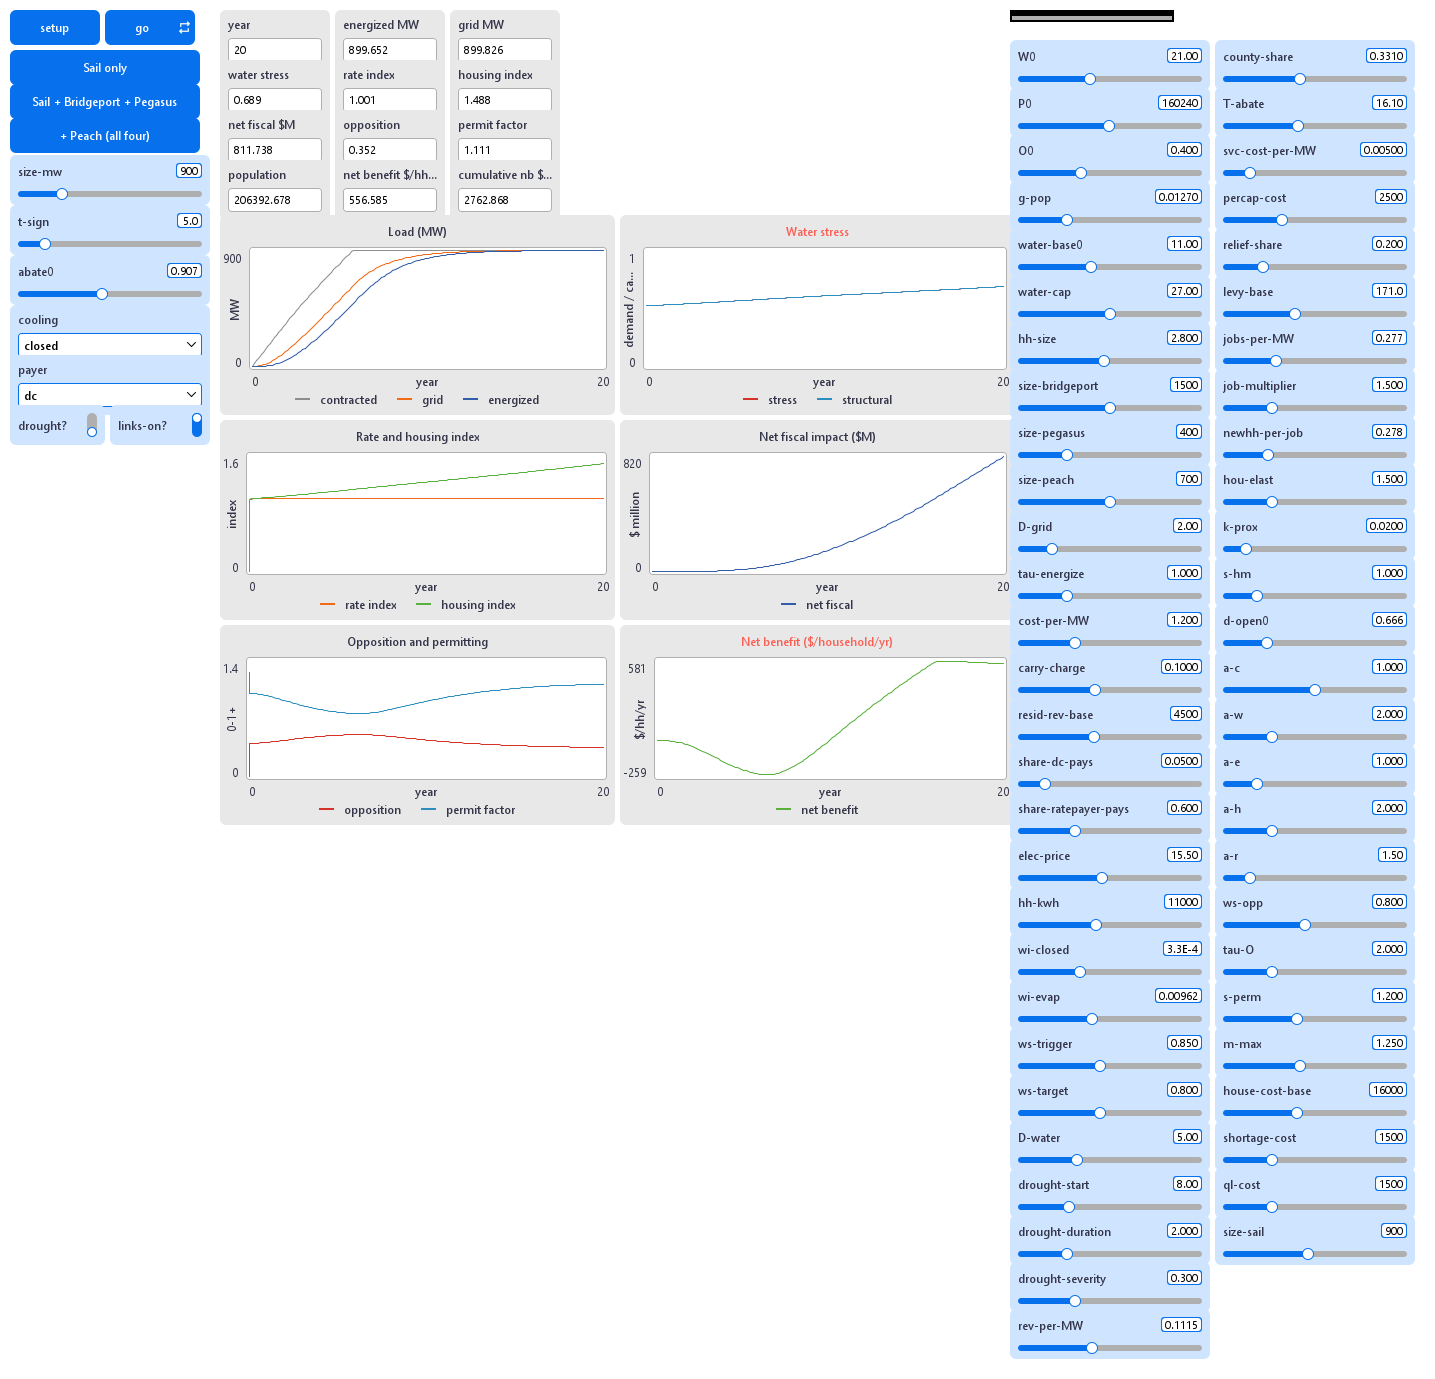 setup
go
Sail only
Sail + Bridgeport + Pegasus
+ Peach (all four)
size-mw 900
t-sign 5.0
abate0 0.907
cooling
closed
payer
dc
drought? links-on?
year energized MW grid MW
20 899.652 899.826
water stress rate index housing index
0.689 1.001 1.488
net fiscal $M opposition permit factor
811.738 0.352 1.111
population net benefit $/hh... cumulative nb $...
206392.678 556.585 2762.868
Load (MW)
900
MW
0
0 year 20
contracted grid energized
Water stress
1
demand / ca...
0
0 year 20
stress structural
Rate and housing index
1.6
index
0
0 year 20
rate index housing index
Net fiscal impact ($M)
820
$ million
0
0 year 20
net fiscal
Opposition and permitting
1.4
0-1+
0
0 year 20
opposition permit factor
Net benefit ($/household/yr)
581
$/hh/yr
-259
0 year 20
net benefit
W0 21.00
P0 160240
O0 0.400
g-pop 0.01270
water-base0 11.00
water-cap 27.00
hh-size 2.800
size-bridgeport 1500
size-pegasus 400
size-peach 700
D-grid 2.00
tau-energize 1.000
cost-per-MW 1.200
carry-charge 0.1000
resid-rev-base 4500
share-dc-pays 0.0500
share-ratepayer-pays 0.600
elec-price 15.50
hh-kwh 11000
wi-closed 3.3E-4
wi-evap 0.00962
ws-trigger 0.850
ws-target 0.800
D-water 5.00
drought-start 8.00
drought-duration 2.000
drought-severity 0.300
rev-per-MW 0.1115
county-share 0.3310
T-abate 16.10
svc-cost-per-MW 0.00500
percap-cost 2500
relief-share 0.200
levy-base 171.0
jobs-per-MW 0.277
job-multiplier 1.500
newhh-per-job 0.278
hou-elast 1.500
k-prox 0.0200
s-hm 1.000
d-open0 0.666
a-c 1.000
a-w 2.000
a-e 1.000
a-h 2.000
a-r 1.50
ws-opp 0.800
tau-O 2.000
s-perm 1.200
m-max 1.250
house-cost-base 16000
shortage-cost 1500
ql-cost 1500
size-sail 900